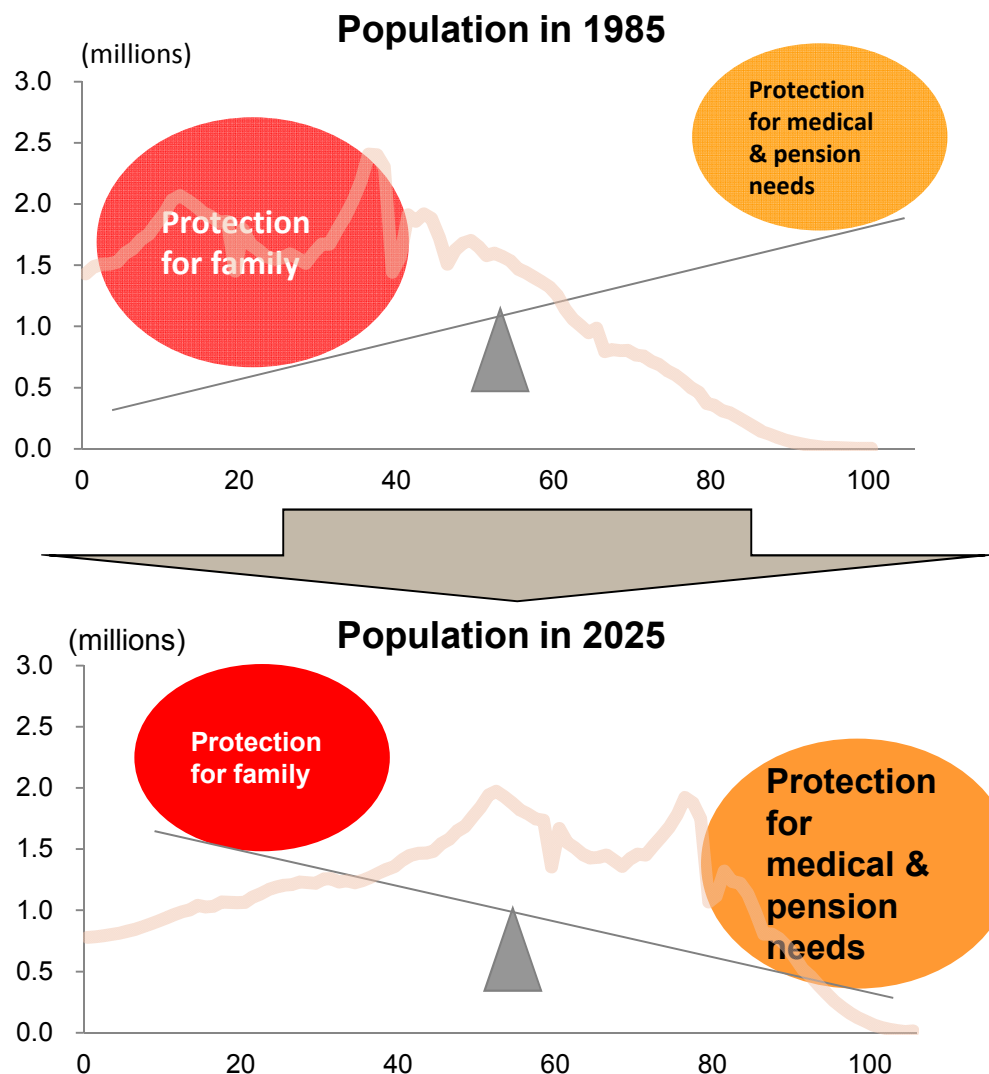 Population in 1985
(millions)
3.0
2.5
2.0
1.5
1.0
0.5
0.0
Protection
for family
Protection
for medical
& pension
needs
0 20 40 60 80 100
Population in 2025
(millions)
3.0
2.5
2.0
1.5
1.0
0.5
0.0
Protection
for family
Protection
for
medical &
pension
needs
0 20 40 60 80 100